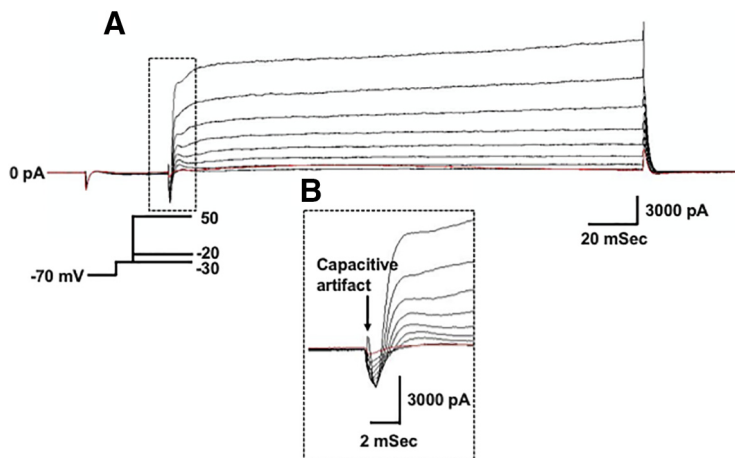 A
0 pA
50
-20
-30
-70 mV
3000 pA
20 mSec
B
Capacitive
artifact
3000 pA
2 mSec